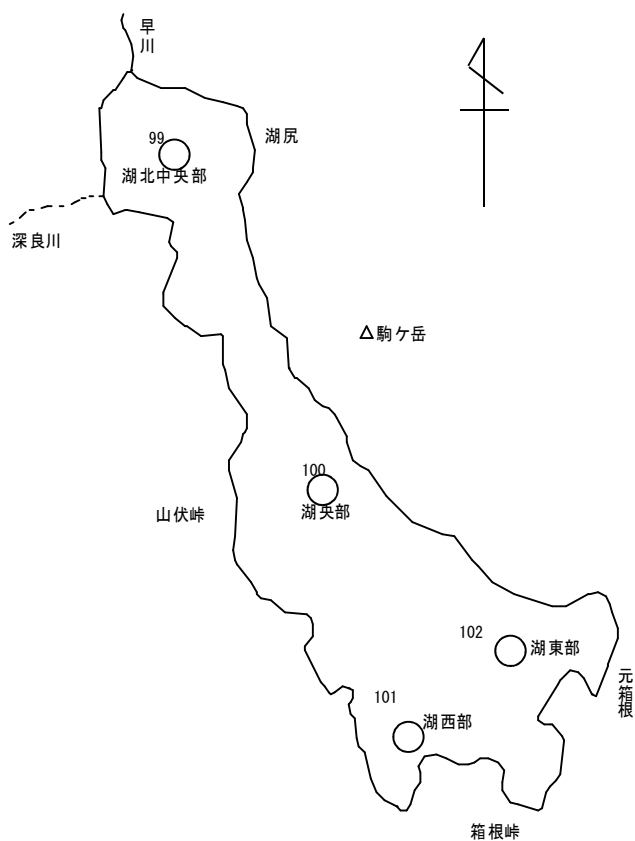 早川
99
湖尻
湖北中央部
深良川
駒ケ岳
100
湖央部
山伏峠
102
湖東部
元箱根
101
湖西部
箱根峠